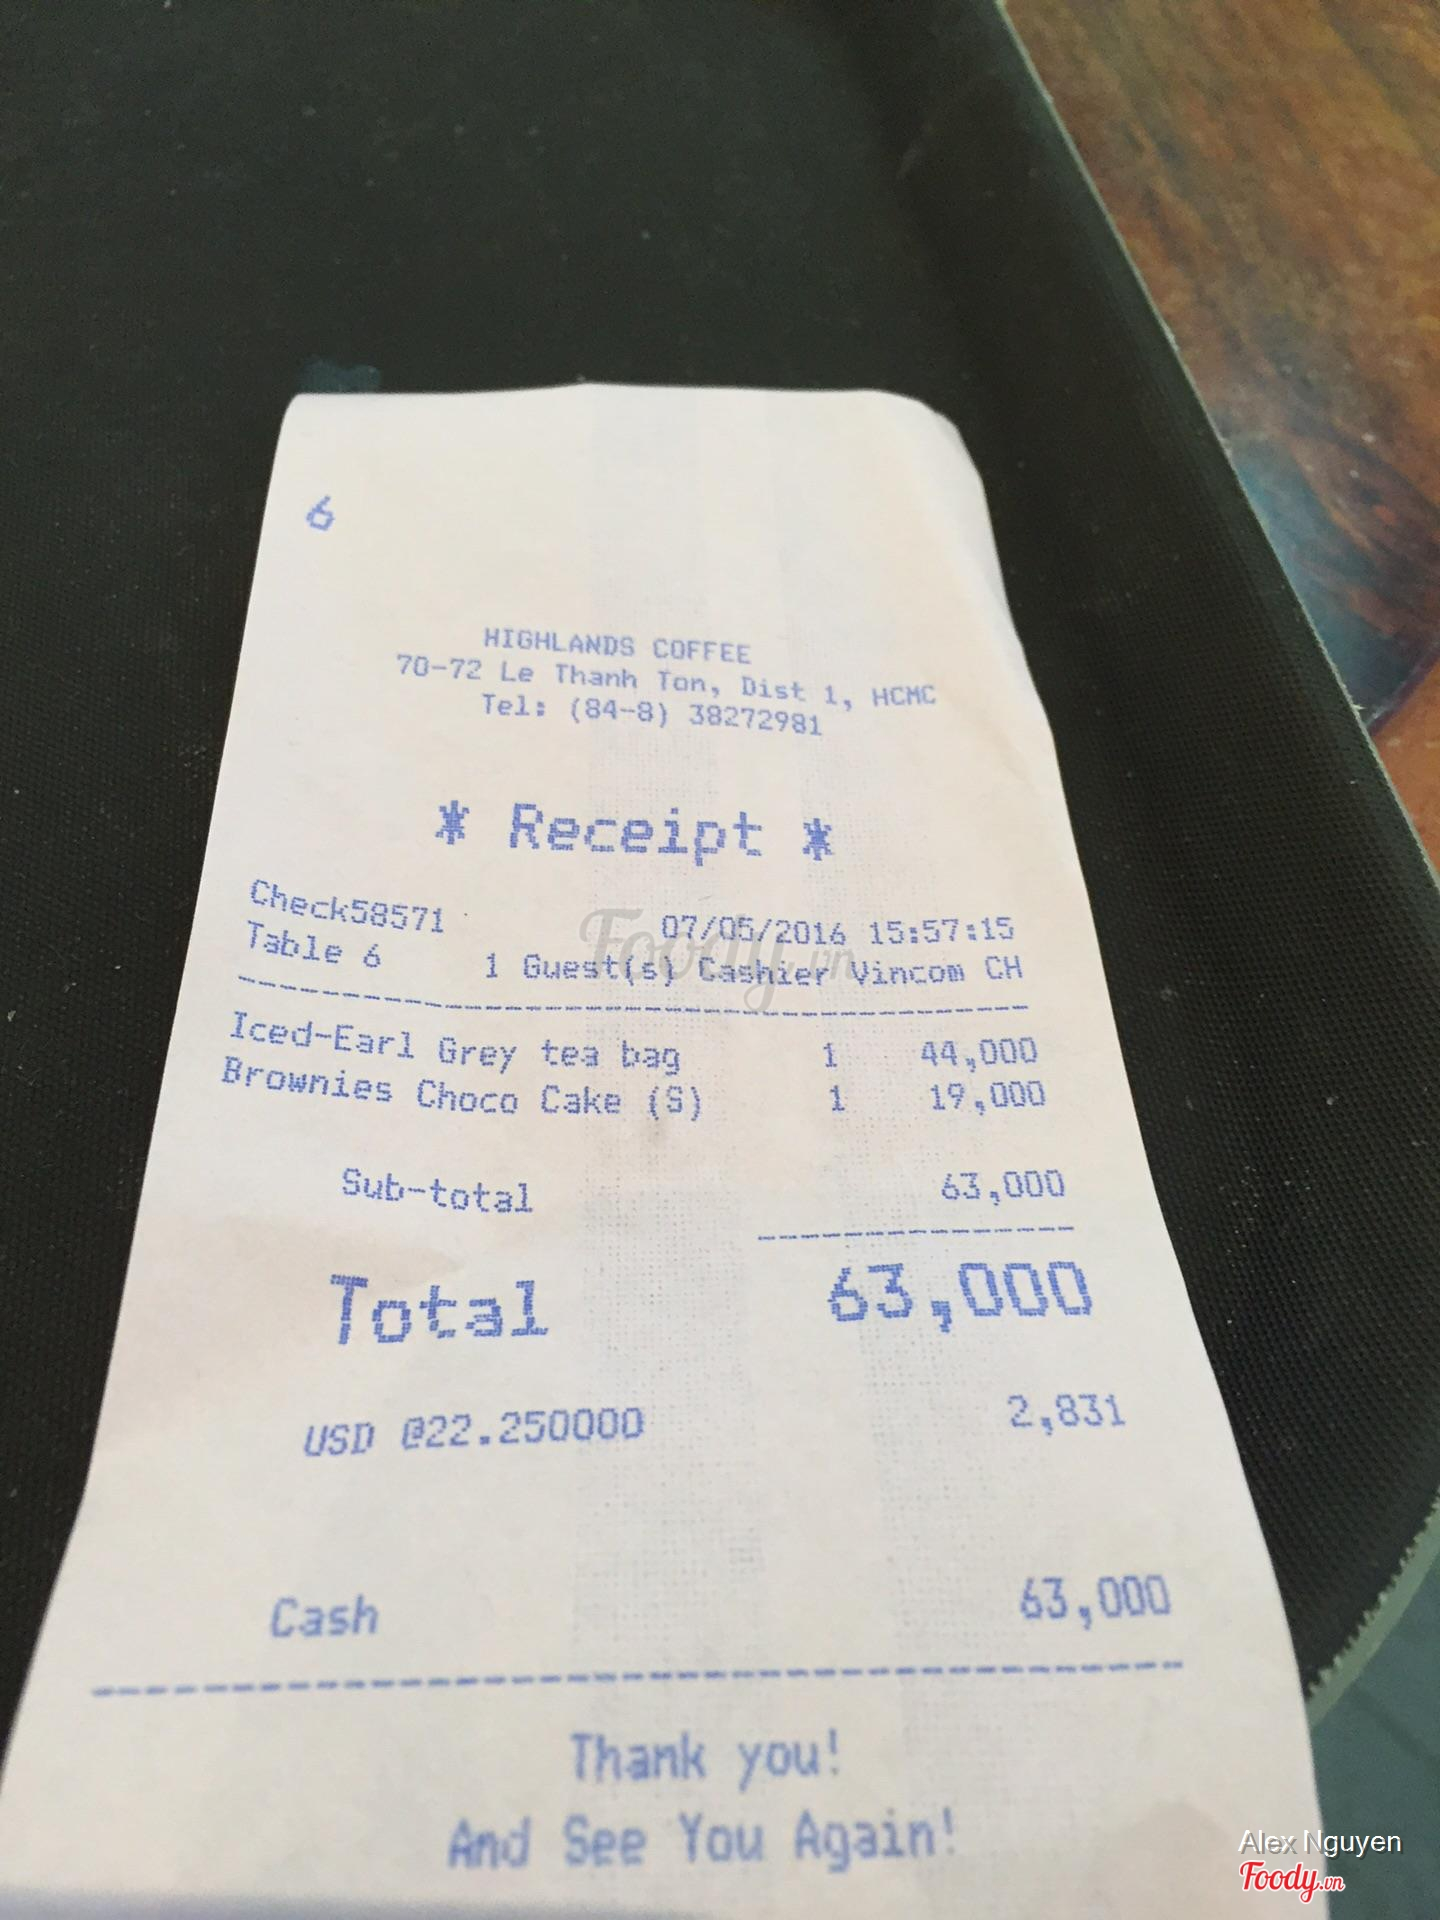 6
HIGHLANDS COFFEE
70-72 Le Thanh Ton, Dist 1, HCMC
Tel: (84-8) 38272981
* Receipt *
Check58571 07/05/2016 15:57:15
Table 6 1 Guest(s) Cashier Vincom CH
Iced-Earl Grey tea bag 1 44,000
Brownies Choco Cake (S) 1 19,000
Sub-total 63,000
Total 63,000
USD @22.250000 2,831
Cash 63,000
Thank you!
And See You Again!
Foody.vn
Alex Nguyen
Foody.vn